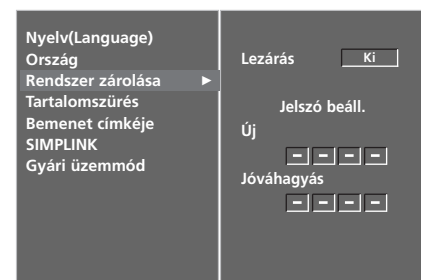 Nyelv(Language)
Ország
Rendszer zárolása ►
Tartalomszűrés
Bemenet címkéje
SIMPLINK
Gyári üzemmód
Lezárás Ki
Jelszó beáll.
Új
– – – –
Jóváhagyás
– – – –